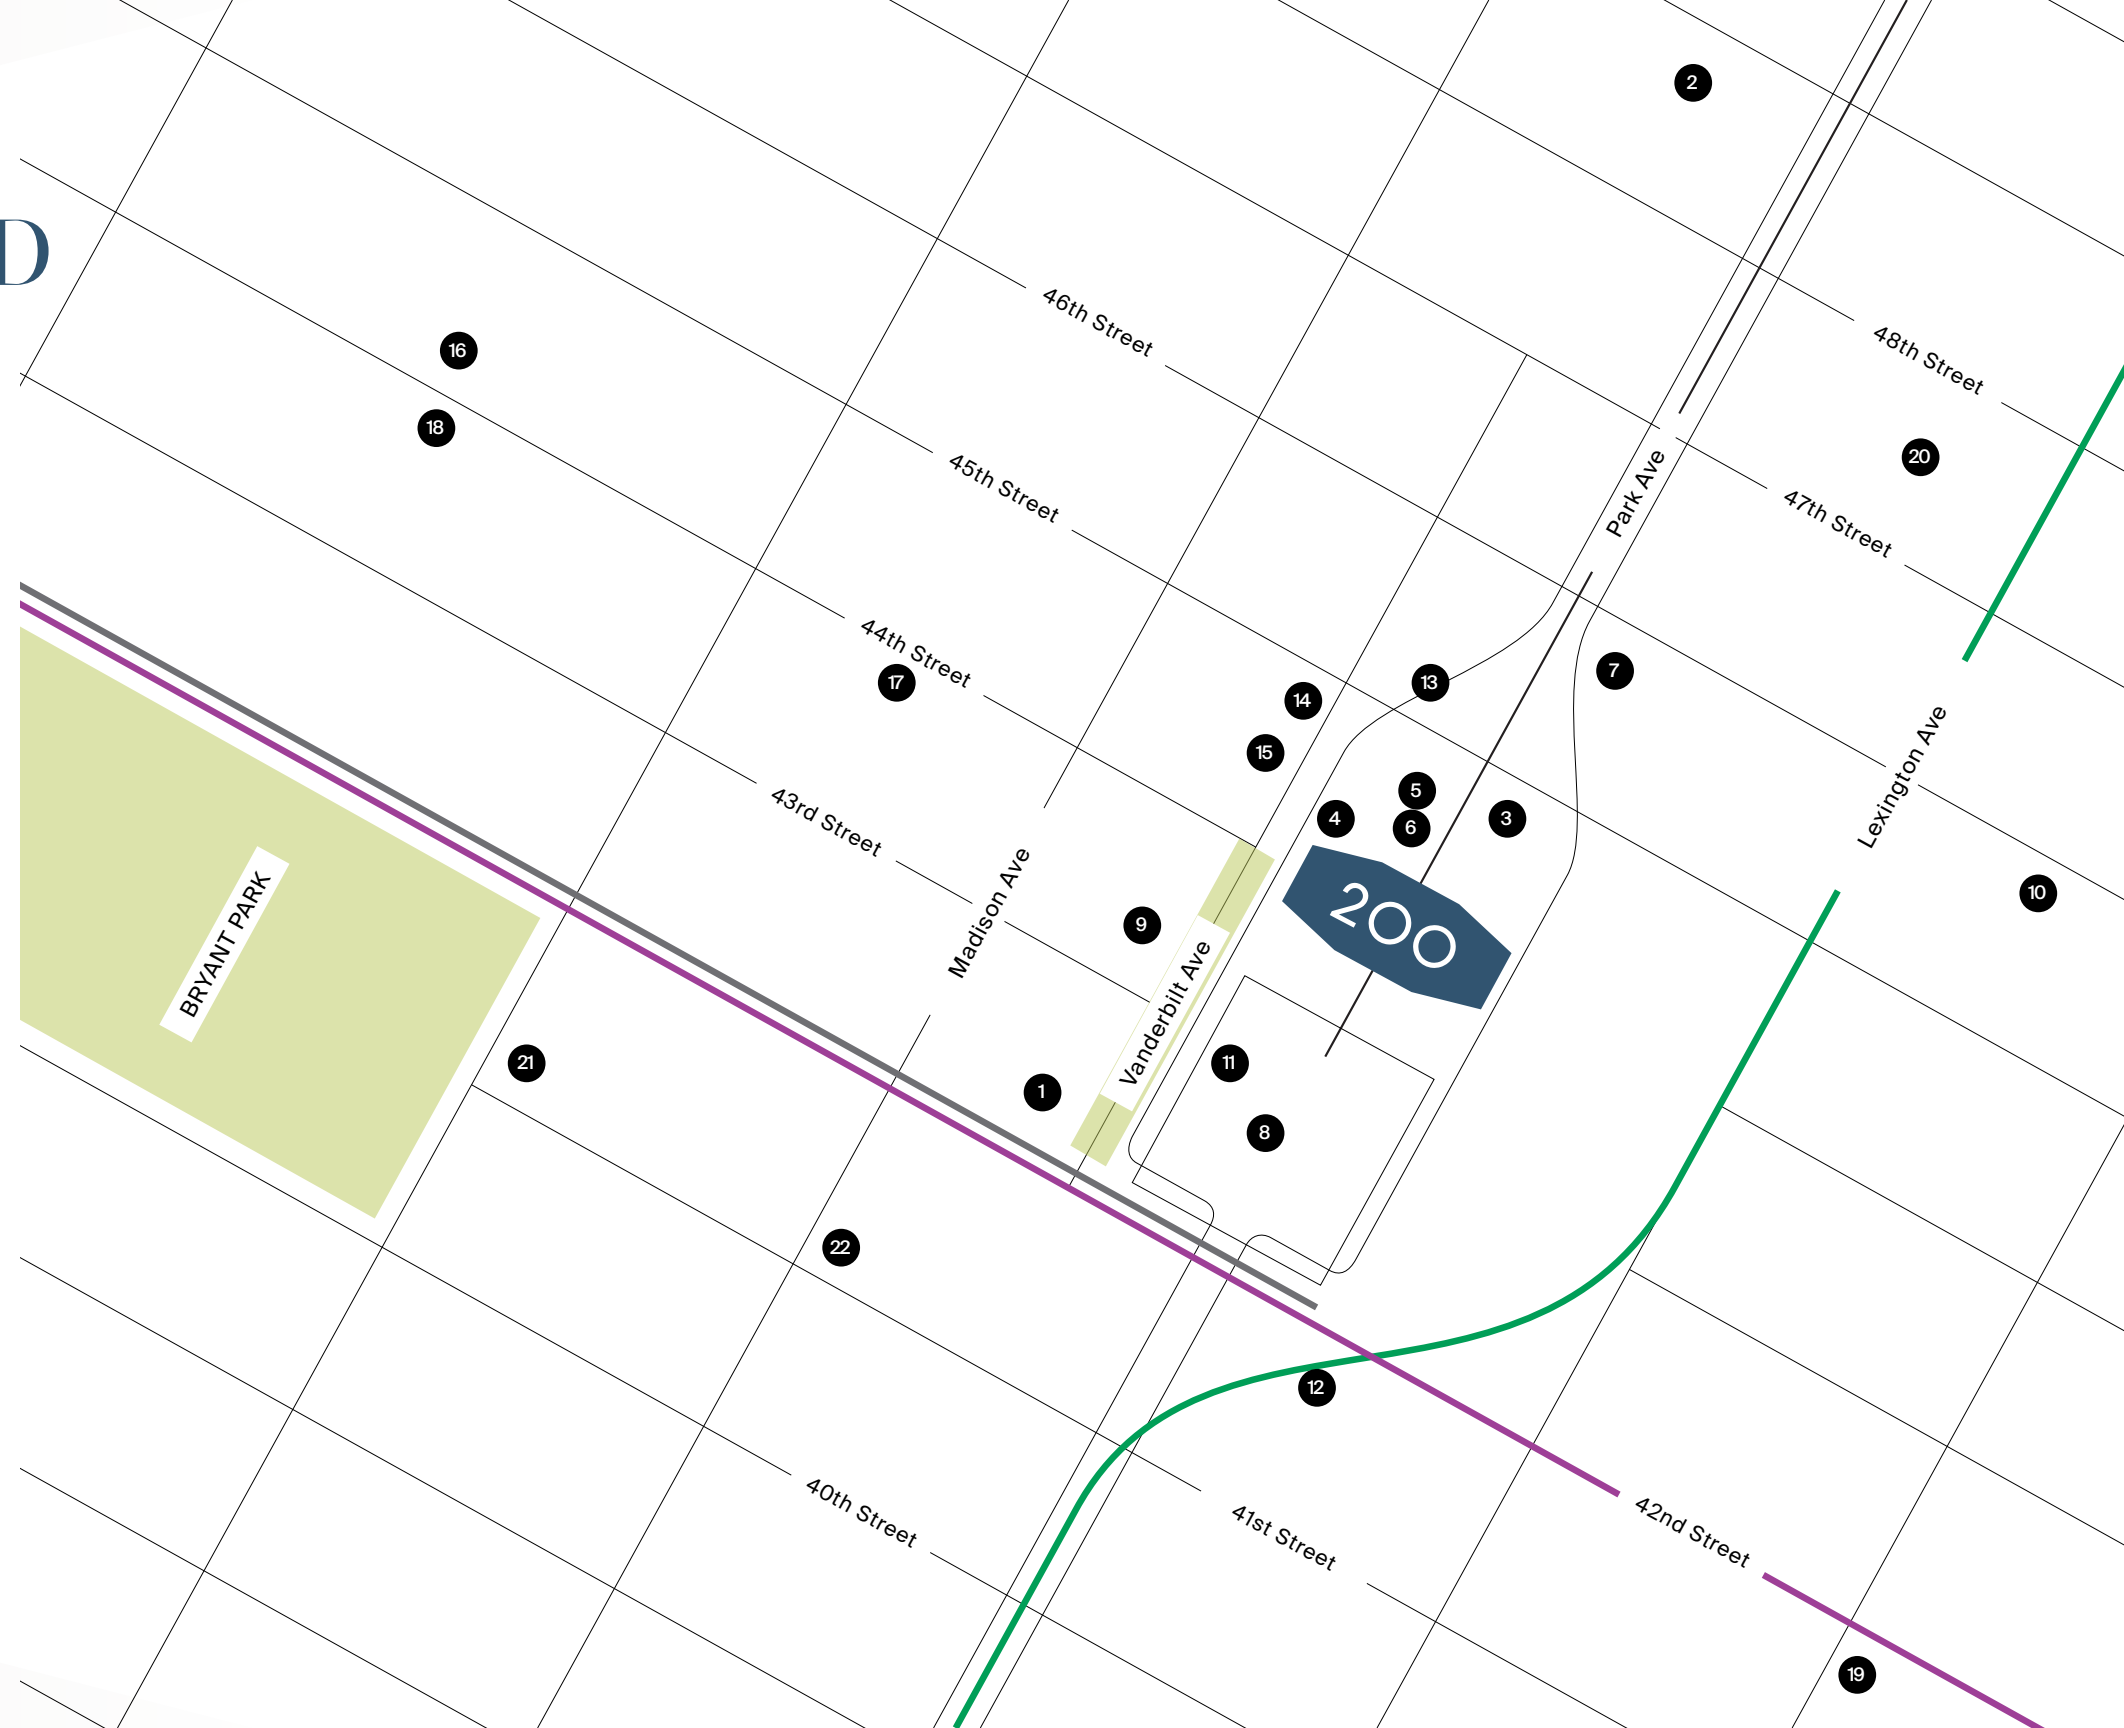 2
D
46th Street
48th Street
16
18
45th Street
20
Park Ave
47th Street
44th Street
17
14
13
7
15
43rd Street
5
4
6
3
Lexington Ave
Madison Ave
9
200
10
BRYANT PARK
Vanderbilt Ave
21
1
11
8
22
12
40th Street
41st Street
42nd Street
19